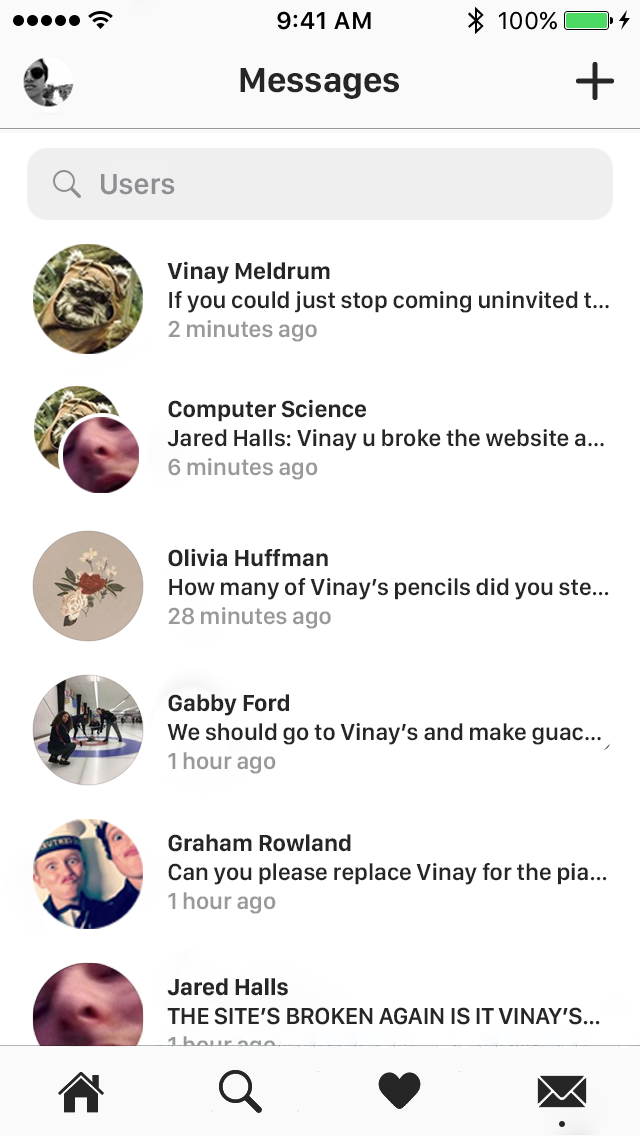 9:41 AM 100%
Messages
Users
Vinay Meldrum
If you could just stop coming uninvited t...
2 minutes ago
Computer Science
Jared Halls: Vinay u broke the website a...
6 minutes ago
Olivia Huffman
How many of Vinay’s pencils did you ste...
28 minutes ago
Gabby Ford
We should go to Vinay’s and make guac...
1 hour ago
Graham Rowland
Can you please replace Vinay for the pia...
1 hour ago
Jared Halls
THE SITE’S BROKEN AGAIN IS IT VINAY’S...
1 hour ago